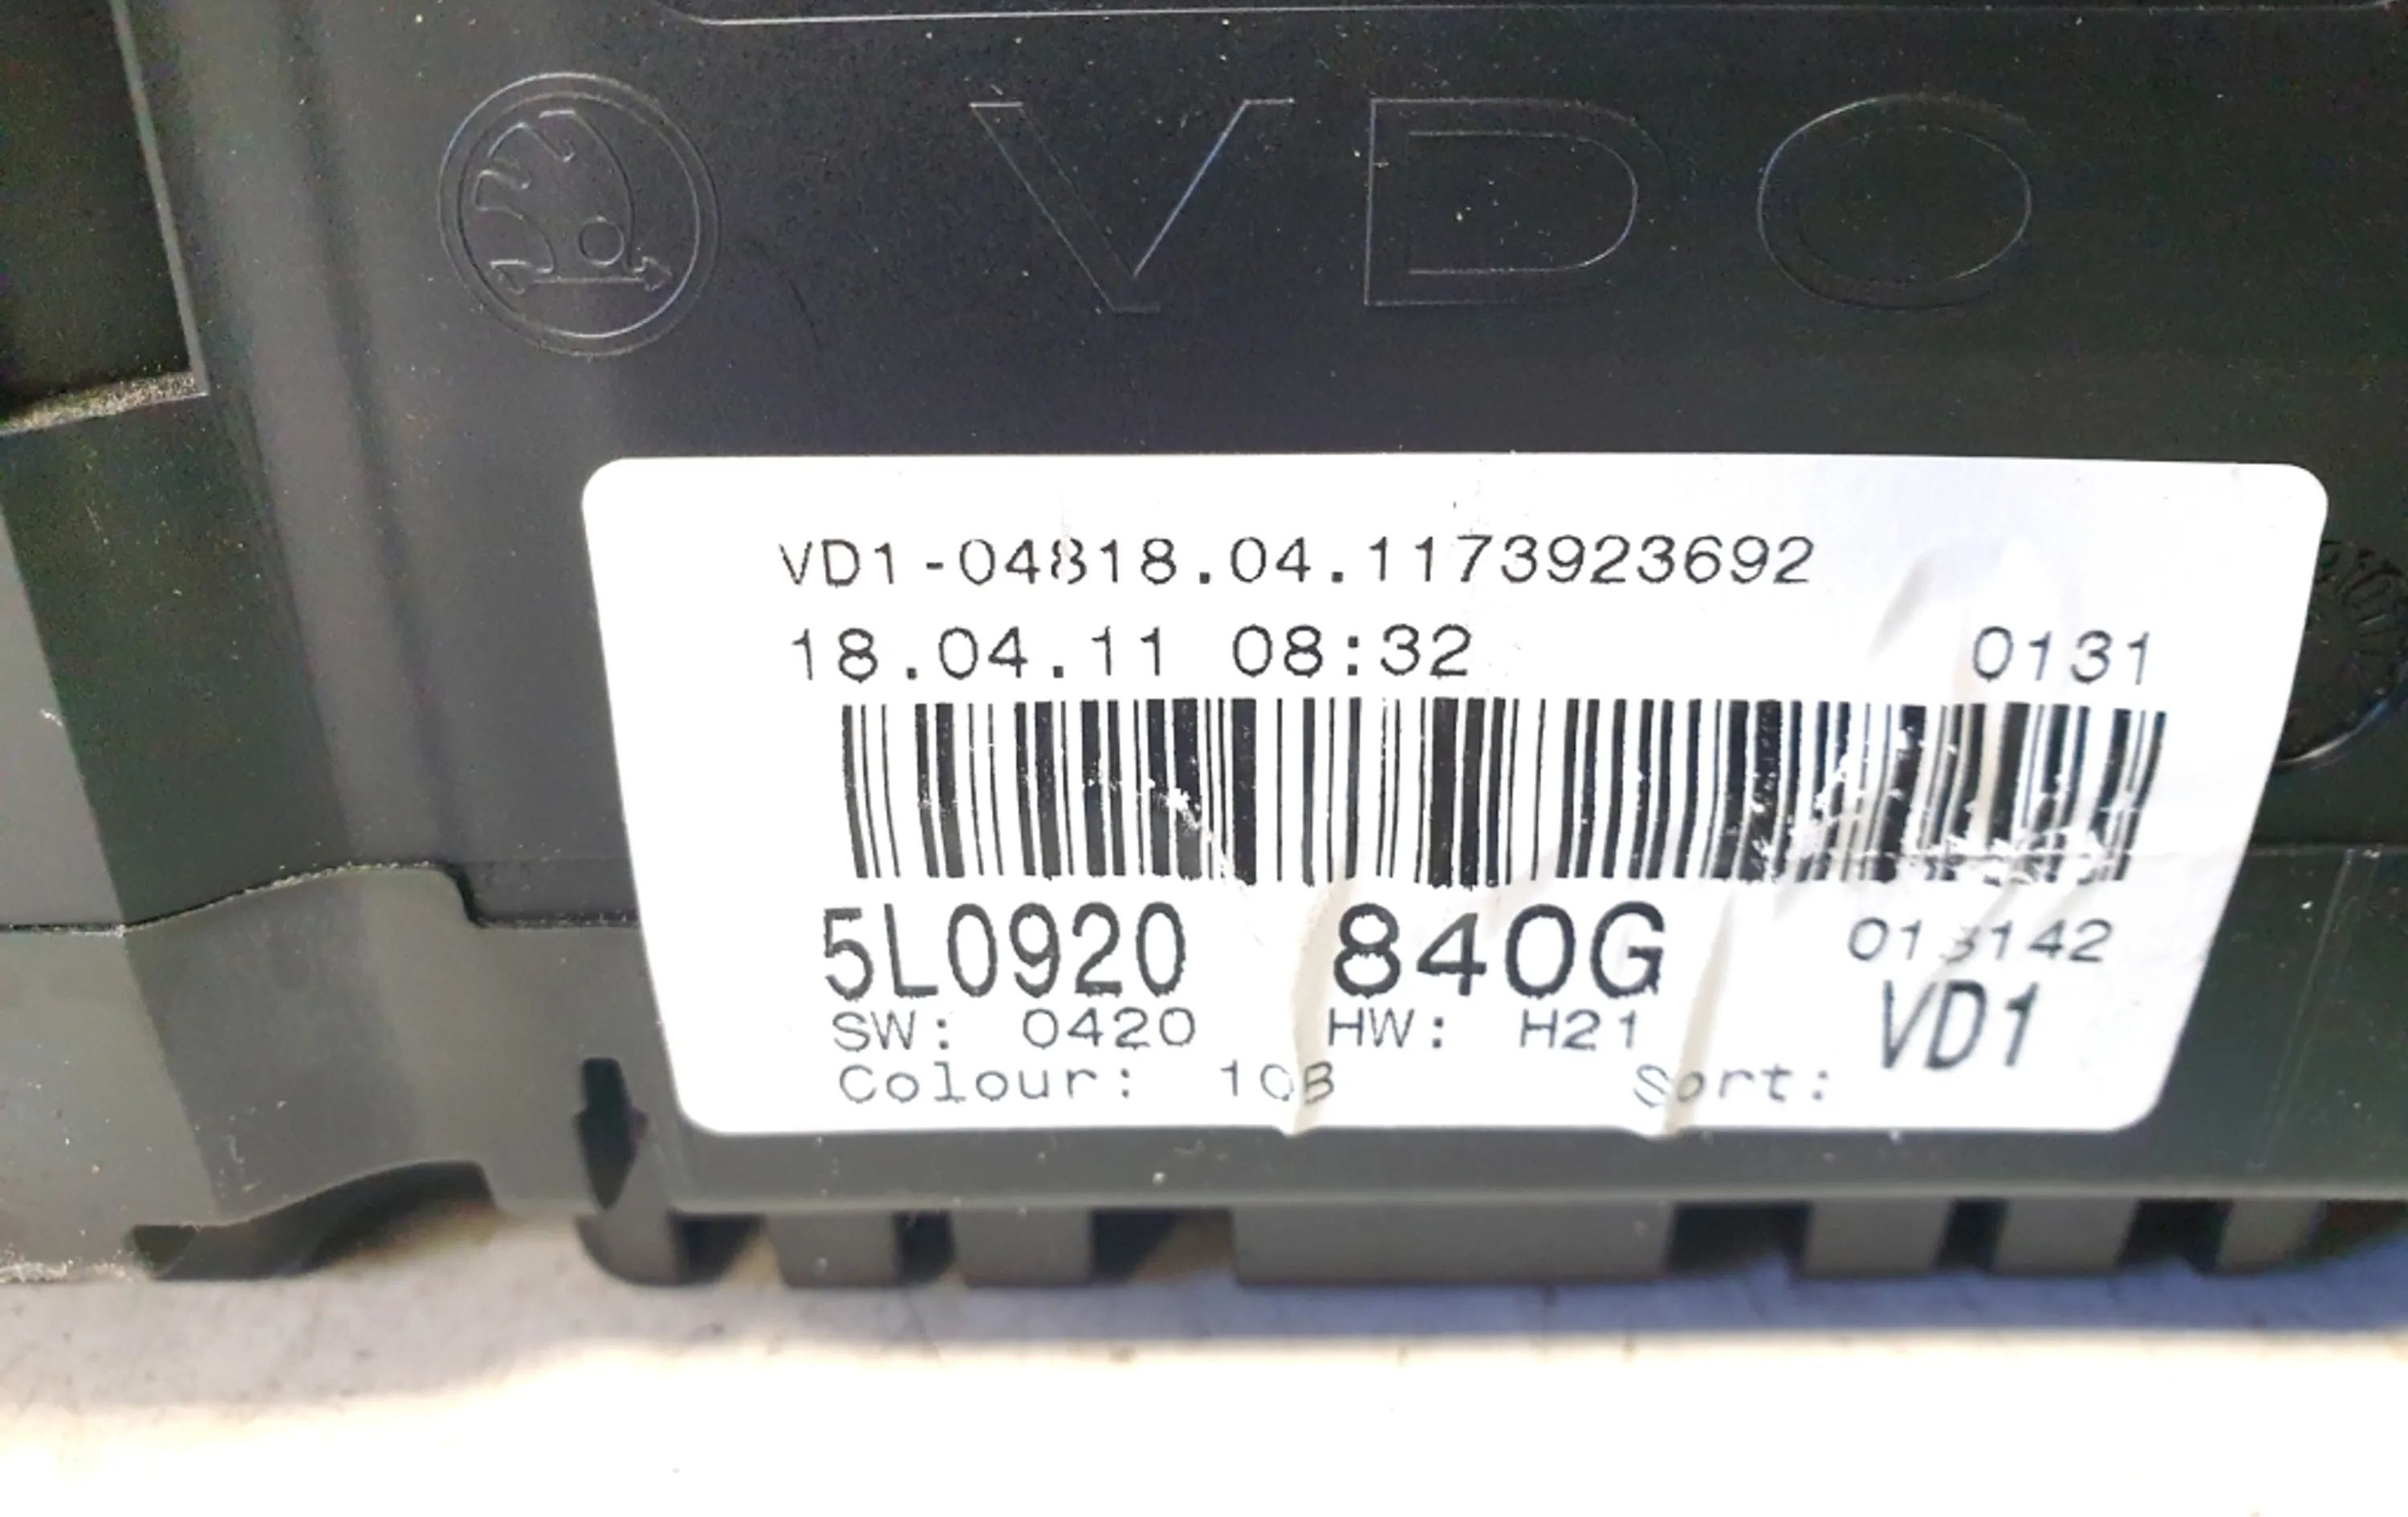 VDO
VD1-04818.04.1173923692
18.04.11 08:32 0131
5L0920 840G 013142
SW: 0420 HW: H21 VD1
Colour: 10B Sort: